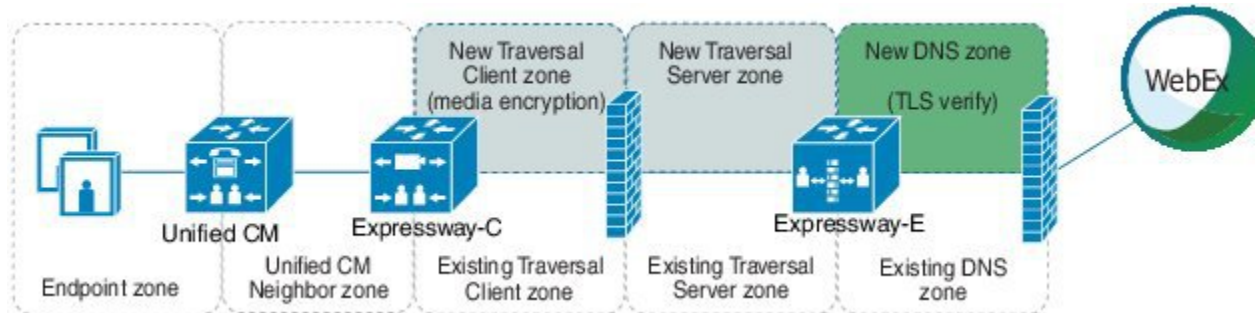 New Traversal
Client zone
(media encryption)
New Traversal
Server zone
New DNS zone
(TLS verify)
WebEx
Unified CM
Expressway-C
Expressway-E
Endpoint zone
Unified CM
Neighbor zone
Existing Traversal
Client zone
Existing Traversal
Server zone
Existing DNS
zone